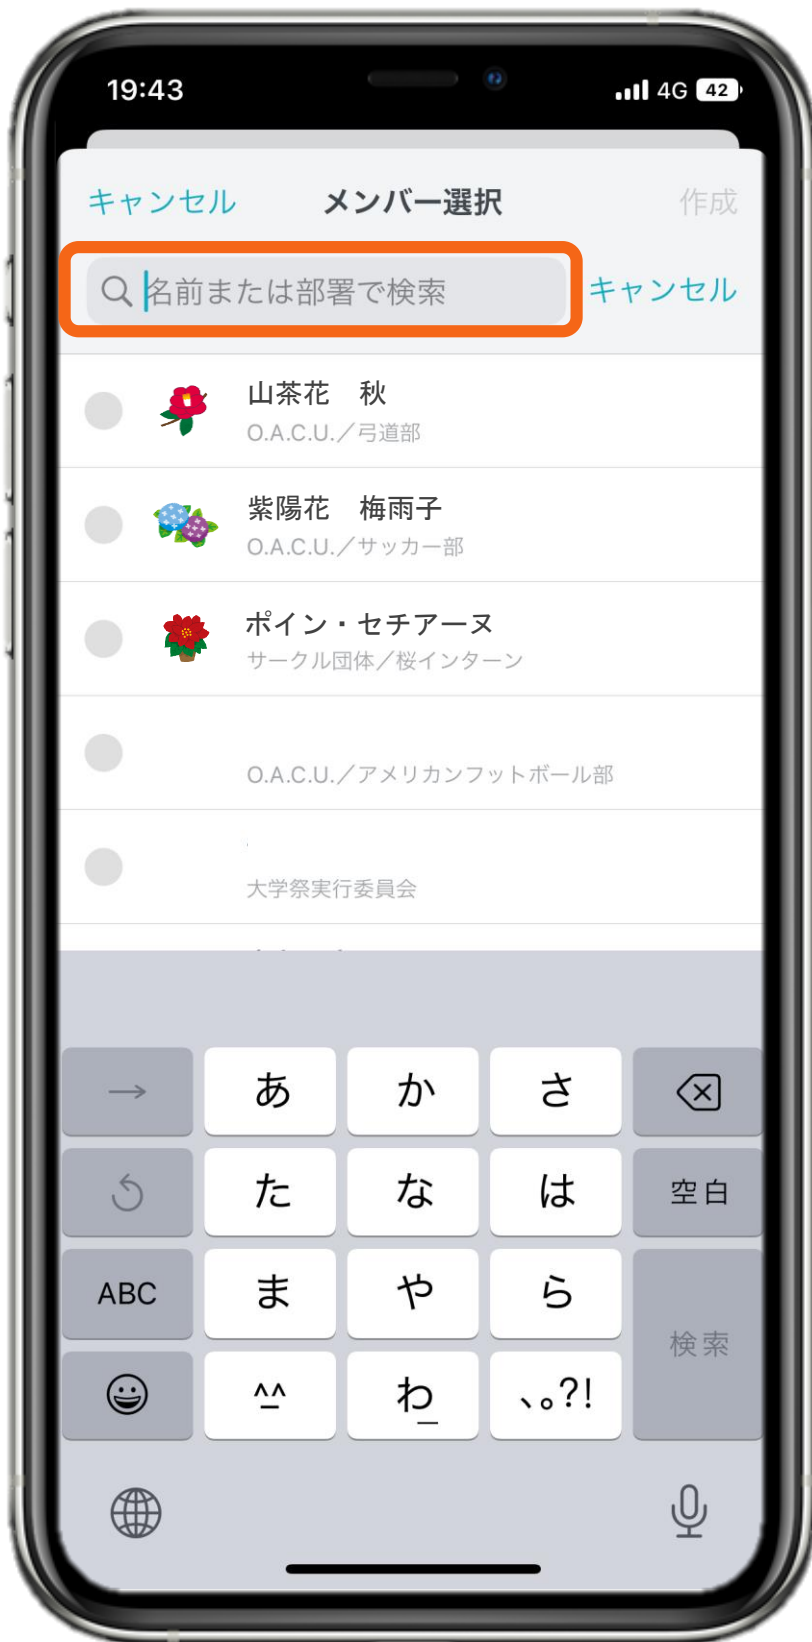 19:43 4G 42
キャンセル メンバー選択 作成
名前または部署で検索 キャンセル
山茶花　秋
O.A.C.U.／弓道部
紫陽花　梅雨子
O.A.C.U.／サッカー部
ポイン・セチアーヌ
サークル団体／桜インターン
O.A.C.U.／アメリカンフットボール部
大学祭実行委員会
→ あ か さ
た な は 空白
ABC ま や ら
検索
^^ わ 、。?!